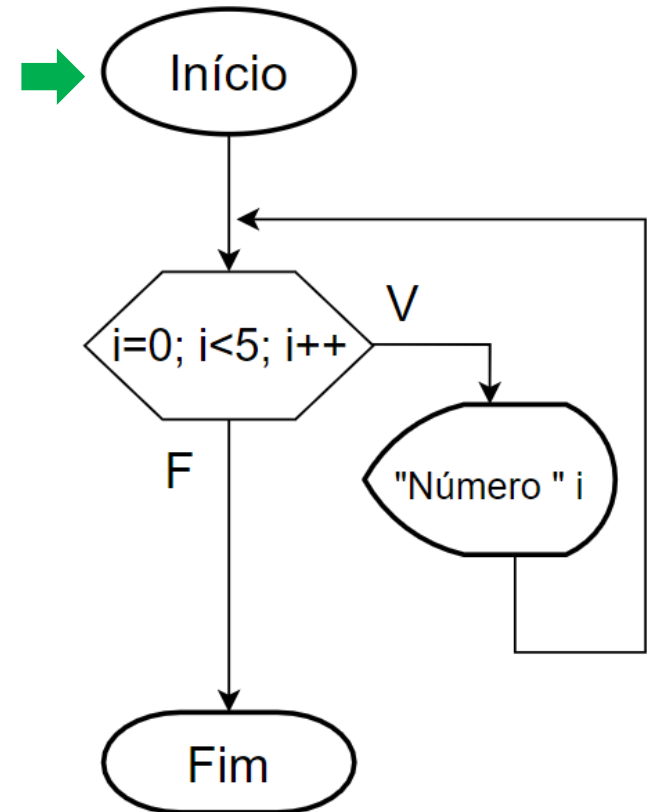 Início
i=0; i<5; i++
V
F
"Número " i
Fim